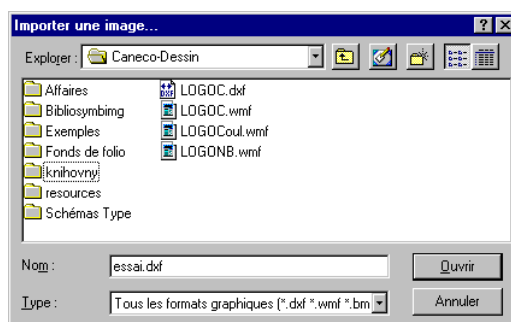 Importer une image...
Explorer : Caneco-Dessin
Affaires
Bibliosymbimg
Exemples
Fonds de folio
knihovny
resources
Schémas Type
LOGOC.dxf
LOGOC.wmf
LOGOCoul.wmf
LOGONB.wmf
Nom : essai.dxf Ouvrir
Type : Tous les formats graphiques (*.dxf *.wmf *.bm Annuler